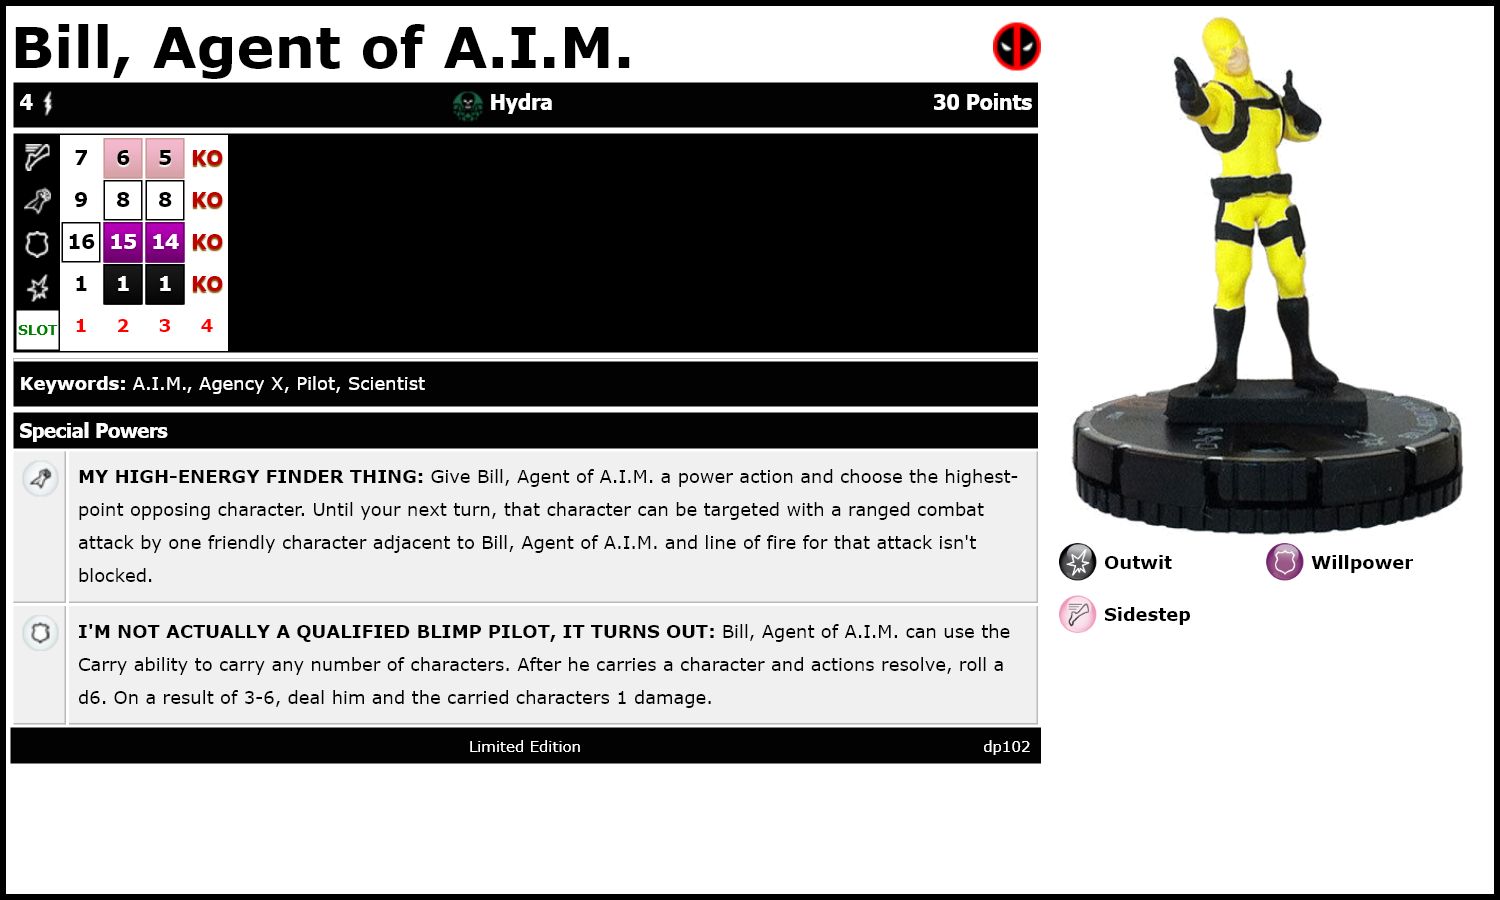 Bill, Agent of A.I.M.
4 Hydra 30 Points
7 6 5 KO
9 8 8 KO
16 15 14 KO
1 1 1 KO
SLOT 1 2 3 4
Keywords: A.I.M., Agency X, Pilot, Scientist
Special Powers
MY HIGH-ENERGY FINDER THING: Give Bill, Agent of A.I.M. a power action and choose the highest-
point opposing character. Until your next turn, that character can be targeted with a ranged combat
attack by one friendly character adjacent to Bill, Agent of A.I.M. and line of fire for that attack isn't
blocked.
I'M NOT ACTUALLY A QUALIFIED BLIMP PILOT, IT TURNS OUT: Bill, Agent of A.I.M. can use the
Carry ability to carry any number of characters. After he carries a character and actions resolve, roll a
d6. On a result of 3-6, deal him and the carried characters 1 damage.
Limited Edition dp102
Outwit Willpower
Sidestep